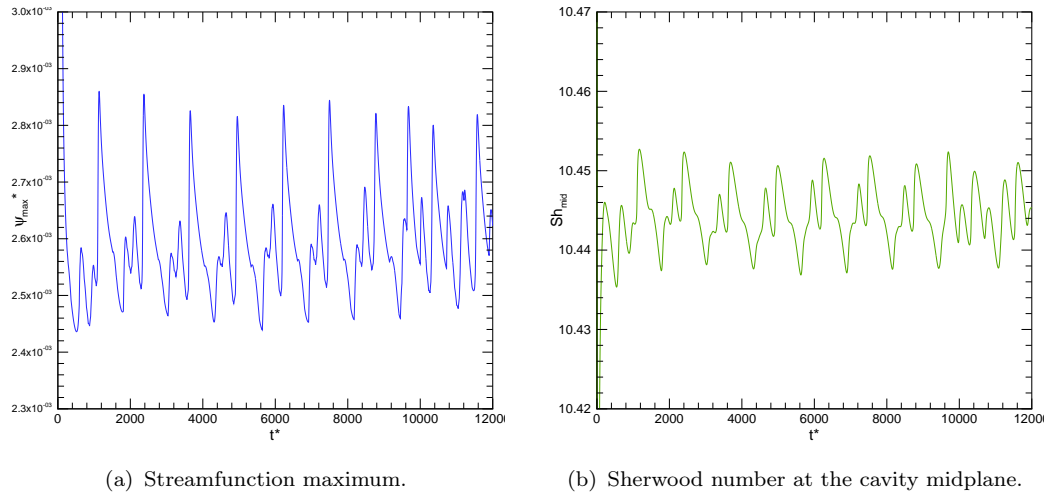 3.0x10⁻⁰³
2.9x10⁻⁰³
2.8x10⁻⁰³
2.7x10⁻⁰³
2.6x10⁻⁰³
2.5x10⁻⁰³
2.4x10⁻⁰³
2.3x10⁻⁰³
ψmax*
0 2000 4000 6000 8000 10000 1200
t*
10.47
10.46
10.45
10.44
10.43
10.42
Shmid
0 2000 4000 6000 8000 10000 1200
t*
(a) Streamfunction maximum.
(b) Sherwood number at the cavity midplane.